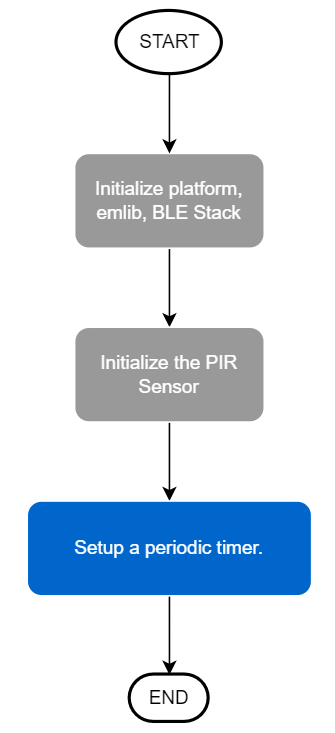 START
Initialize platform,
emlib, BLE Stack
Initialize the PIR
Sensor
Setup a periodic timer.
END